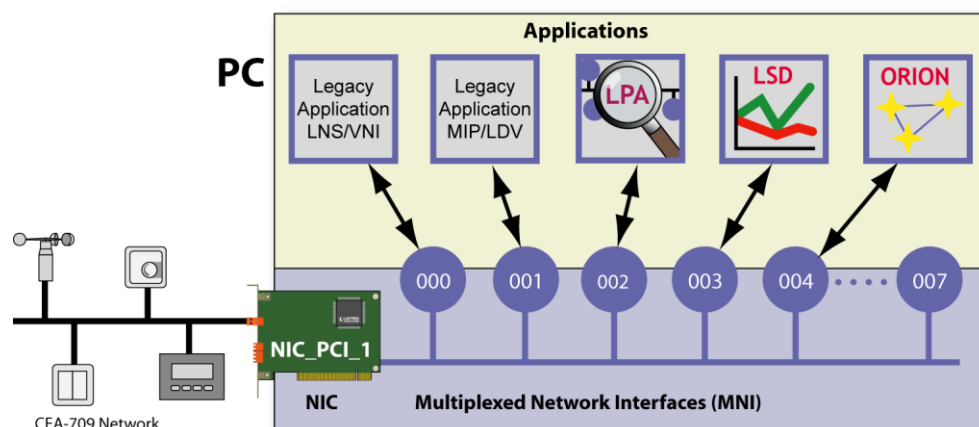 Applications
PC
Legacy
Application
LNS/VNI
Legacy
Application
MIP/LDV
LPA
LSD
ORION
000
001
002
003
004
007
NIC_PCI_1
NIC
Multiplexed Network Interfaces (MNI)
CEA-709 Network